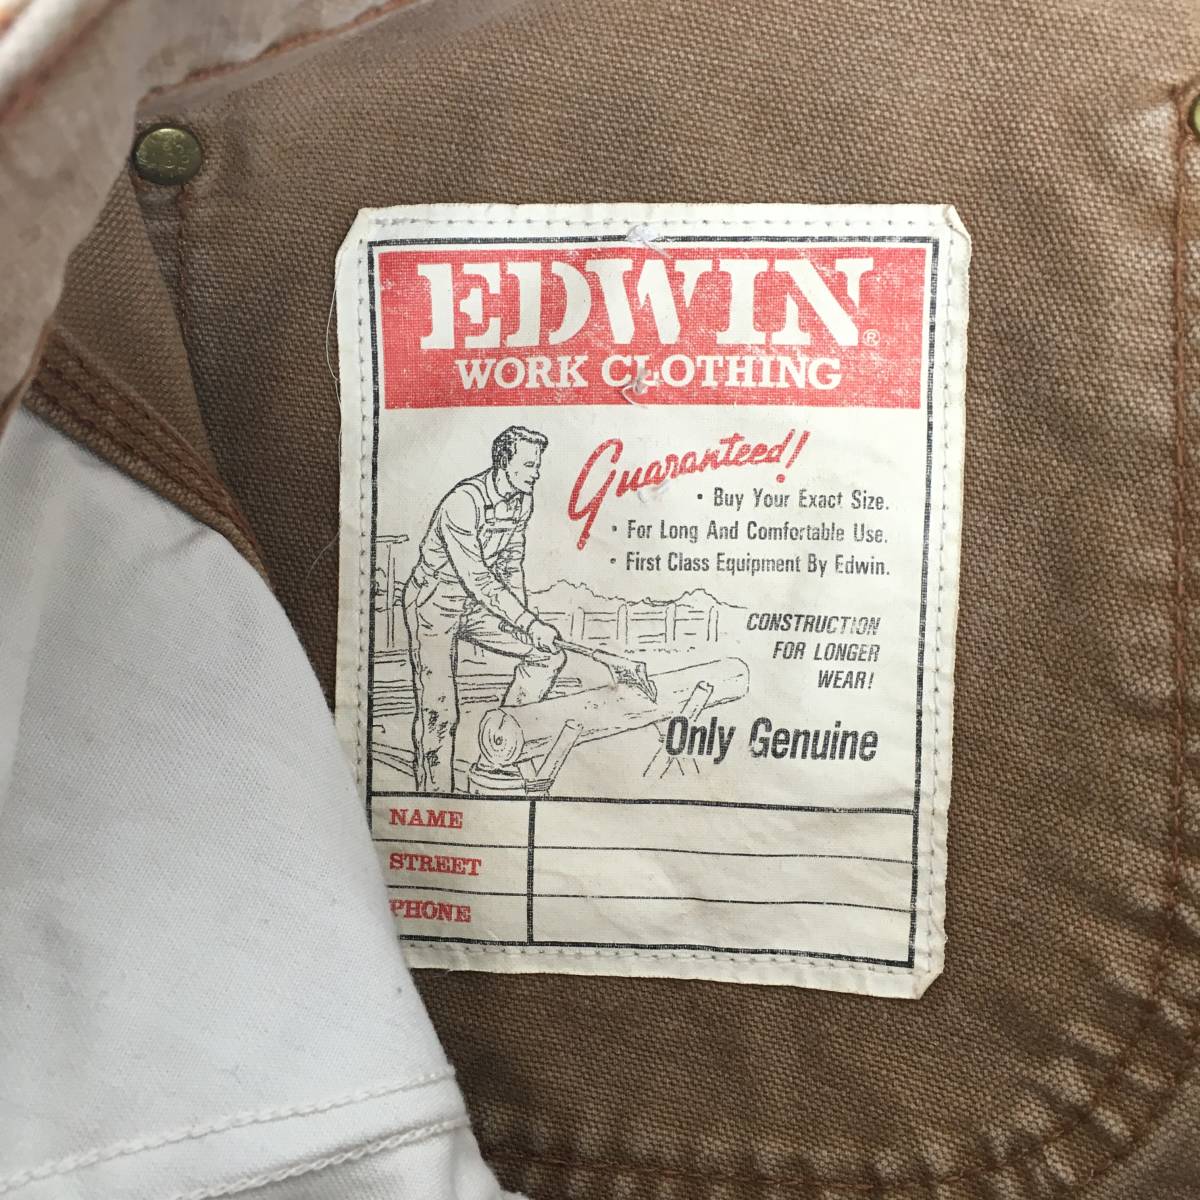 EDWIN®
WORK CLOTHING
Guaranteed!
• Buy Your Exact Size.
• For Long And Comfortable Use.
• First Class Equipment By Edwin.
CONSTRUCTION
FOR LONGER
WEAR!
Only Genuine
NAME
STREET
PHONE